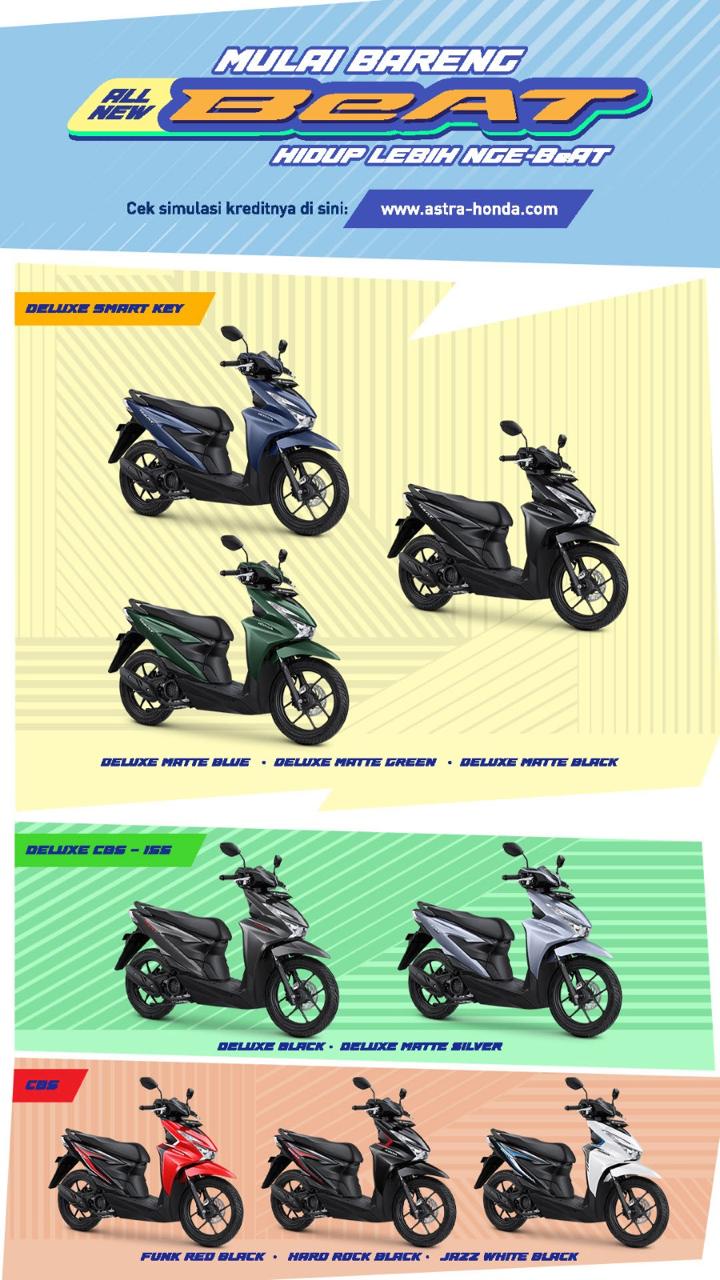 MULAI BARENG
ALL NEW BeAT
HIDUP LEBIH NGE-BeAT
Cek simulasi kreditnya di sini: www.astra-honda.com
DELUXE SMART KEY
DELUXE MATTE BLUE • DELUXE MATTE GREEN • DELUXE MATTE BLACK
DELUXE CBS - ISS
DELUXE BLACK • DELUXE MATTE SILVER
CBS
FUNK RED BLACK • HARD ROCK BLACK • JAZZ WHITE BLACK